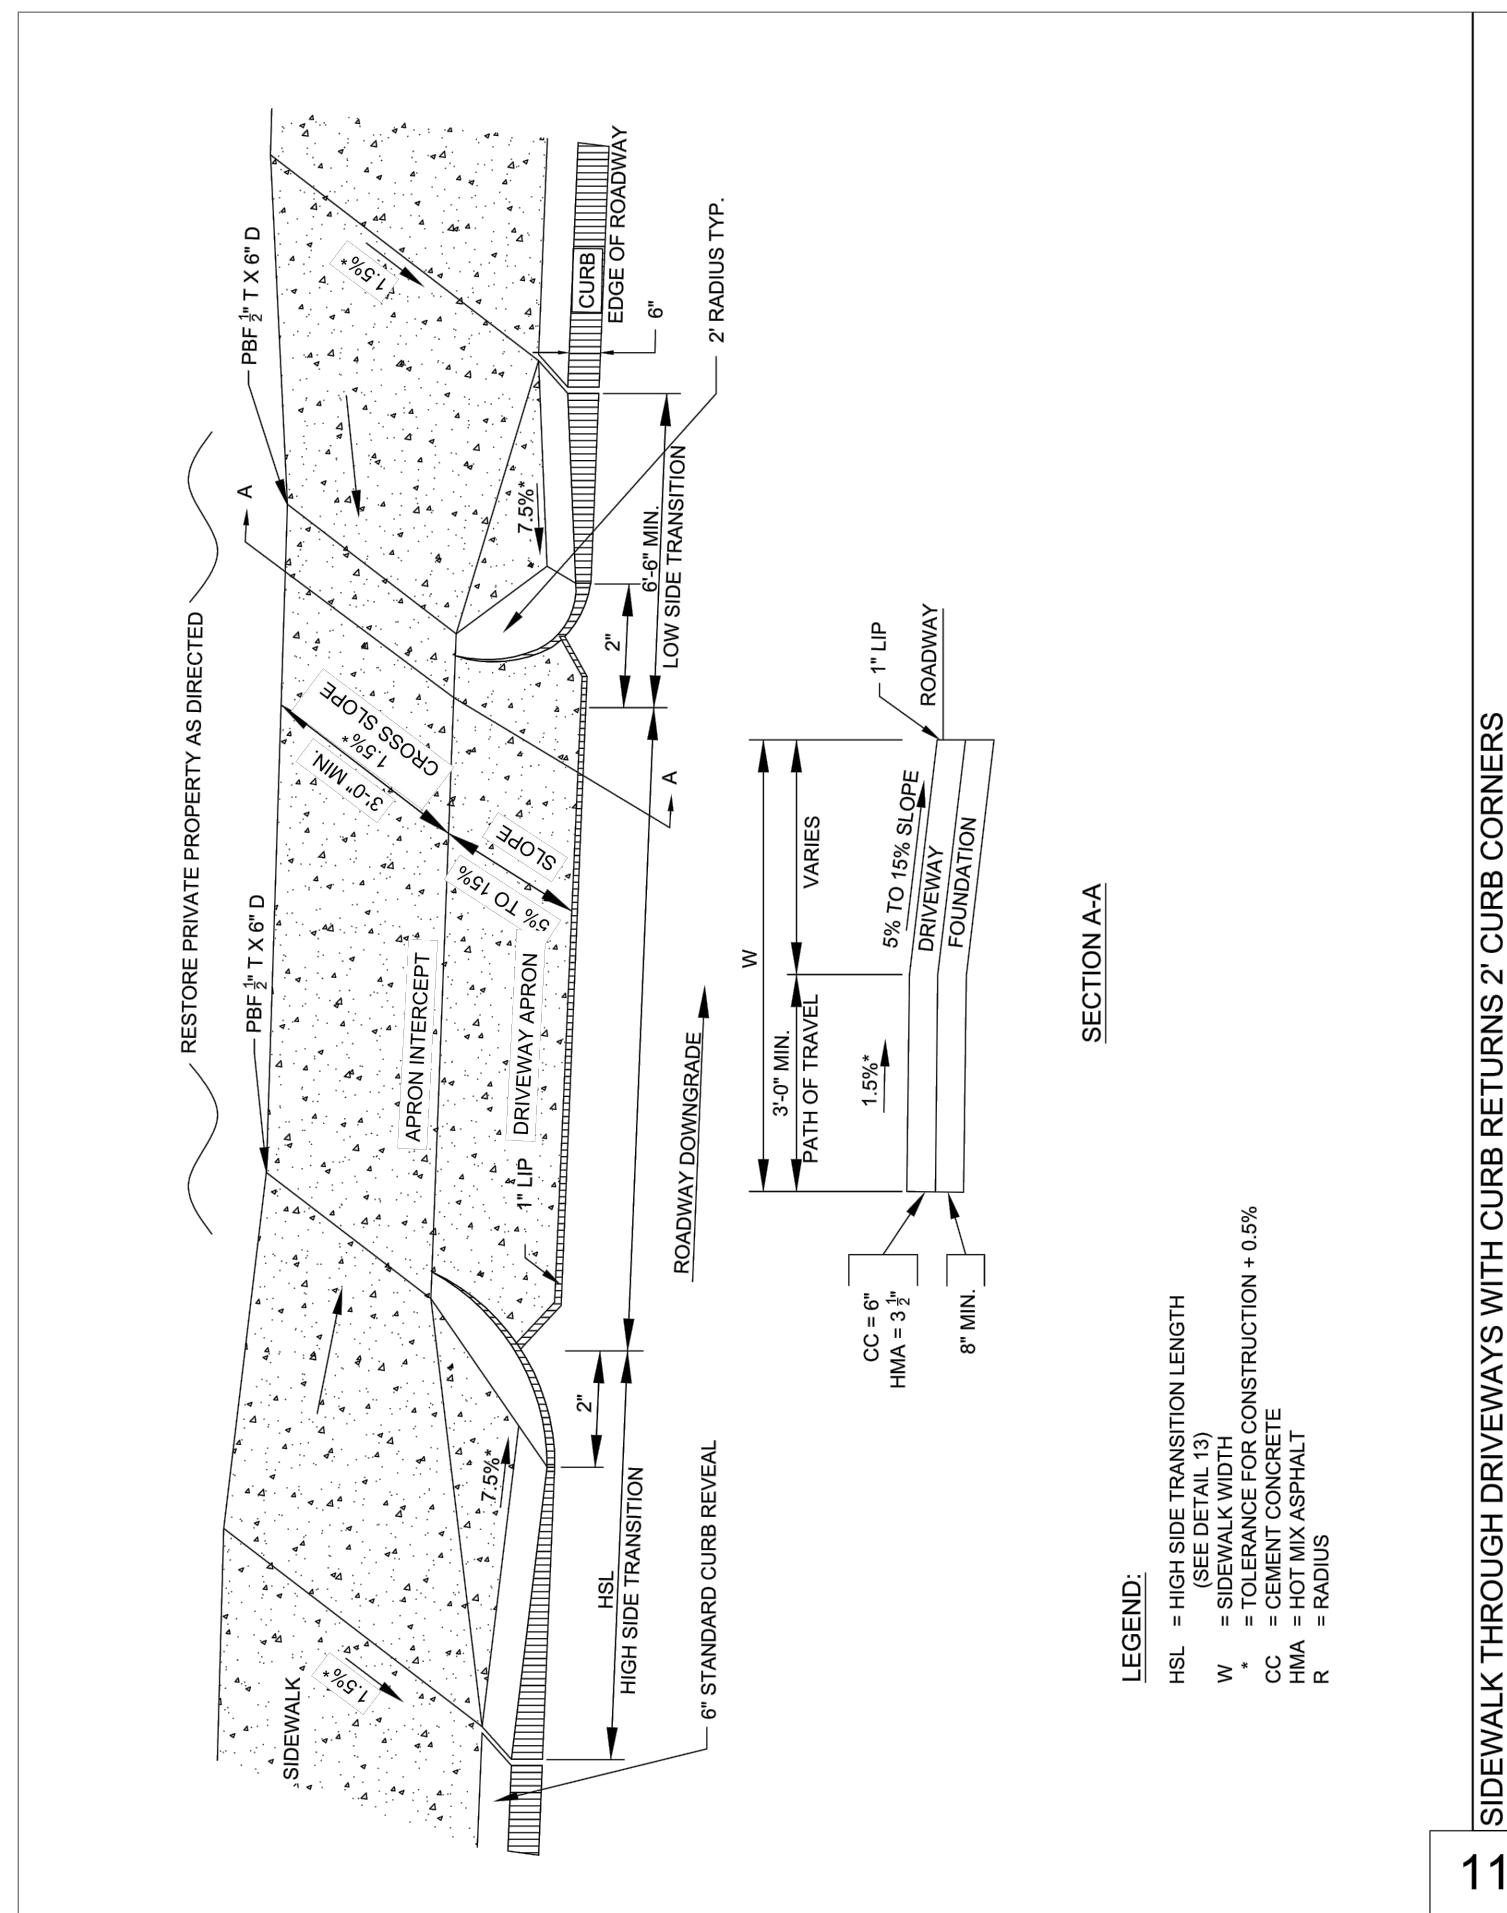 RESTORE PRIVATE PROPERTY AS DIRECTED
PBF 1/2" T X 6" D
PBF 1/2" T X 6" D
A
SIDEWALK
1.5%*
3'-0" MIN.
1.5%*
CROSS SLOPE
1.5%*
APRON INTERCEPT
5% TO 15%
SLOPE
7.5%*
1" LIP
DRIVEWAY APRON
7.5%*
CURB
EDGE OF ROADWAY
6"
2' RADIUS TYP.
A
2"
2"
HSL
HIGH SIDE TRANSITION
6'-6" MIN.
LOW SIDE TRANSITION
6" STANDARD CURB REVEAL
ROADWAY DOWNGRADE
W
3'-0" MIN.
PATH OF TRAVEL
VARIES
1.5%*
5% TO 15% SLOPE
DRIVEWAY
FOUNDATION
1" LIP
ROADWAY
CC = 6"
HMA = 3 1/2"
8" MIN.
SECTION A-A
LEGEND:
HSL = HIGH SIDE TRANSITION LENGTH
(SEE DETAIL 13)
W = SIDEWALK WIDTH
* = TOLERANCE FOR CONSTRUCTION + 0.5%
CC = CEMENT CONCRETE
HMA = HOT MIX ASPHALT
R = RADIUS
11
SIDEWALK THROUGH DRIVEWAYS WITH CURB RETURNS 2' CURB CORNERS